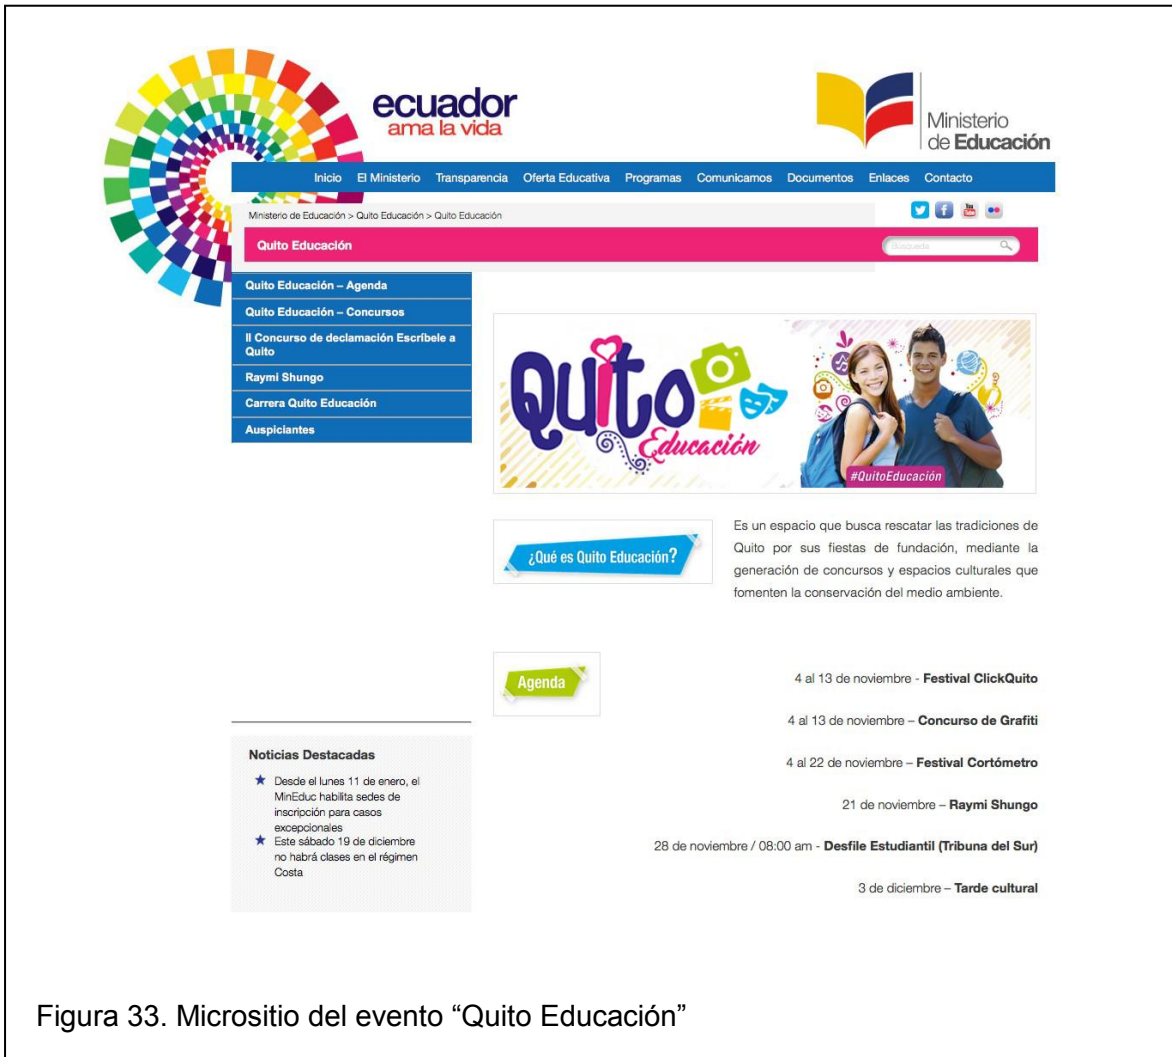 ecuador
ama la vida
Ministerio
de Educación
Inicio El Ministerio Transparencia Oferta Educativa Programas Comunicamos Documentos Enlaces Contacto
Ministerio de Educación > Quito Educación > Quito Educación
You
Tube
Quito Educación
Búsqueda
Quito Educación – Agenda
Quito Educación – Concursos
II Concurso de declamación Escríbele a
Quito
Raymi Shungo
Carrera Quito Educación
Auspiciantes
Quito
Educación
#QuitoEducación
¿Qué es Quito Educación?
Es un espacio que busca rescatar las tradiciones de
Quito por sus fiestas de fundación, mediante la
generación de concursos y espacios culturales que
fomenten la conservación del medio ambiente.
Agenda
4 al 13 de noviembre - Festival ClickQuito
4 al 13 de noviembre – Concurso de Grafiti
4 al 22 de noviembre – Festival Cortómetro
21 de noviembre – Raymi Shungo
28 de noviembre / 08:00 am - Desfile Estudiantil (Tribuna del Sur)
3 de diciembre – Tarde cultural
Noticias Destacadas
Desde el lunes 11 de enero, el
MinEduc habilita sedes de
inscripción para casos
excepcionales
Este sábado 19 de diciembre
no habrá clases en el régimen
Costa
Figura 33. Micrositio del evento “Quito Educación”